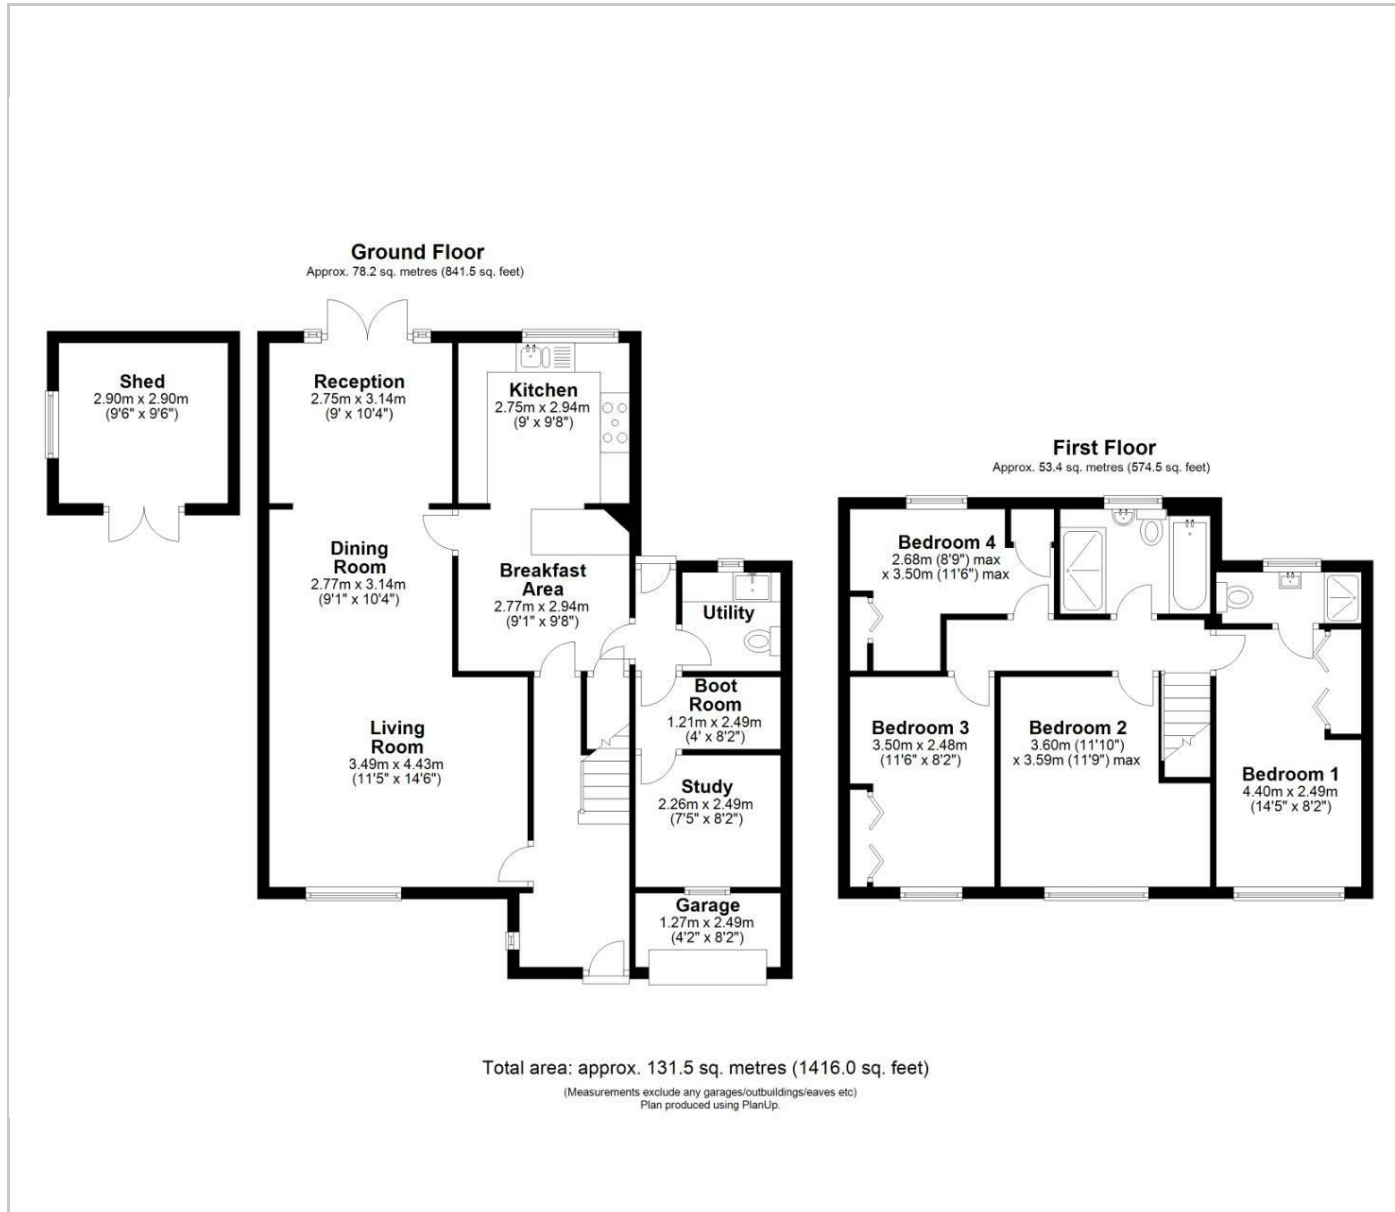 Ground Floor
Approx. 78.2 sq. metres (841.5 sq. feet)
Shed
2.90m x 2.90m
(9'6" x 9'6")
Reception
2.75m x 3.14m
(9' x 10'4")
Kitchen
2.75m x 2.94m
(9' x 9'8")
Dining
Room
2.77m x 3.14m
(9'1" x 10'4")
Breakfast
Area
2.77m x 2.94m
(9'1" x 9'8")
Utility
Boot
Room
1.21m x 2.49m
(4' x 8'2")
Living
Room
3.49m x 4.43m
(11'5" x 14'6")
Study
2.26m x 2.49m
(7'5" x 8'2")
Garage
1.27m x 2.49m
(4'2" x 8'2")
First Floor
Approx. 53.4 sq. metres (574.5 sq. feet)
Bedroom 4
2.68m (8'9") max
x 3.50m (11'6") max
Bedroom 3
3.50m x 2.48m
(11'6" x 8'2")
Bedroom 2
3.60m (11'10")
x 3.59m (11'9") max
Bedroom 1
4.40m x 2.49m
(14'5" x 8'2")
Total area: approx. 131.5 sq. metres (1416.0 sq. feet)
(Measurements exclude any garages/outbuildings/eaves etc)
Plan produced using PlanUp.